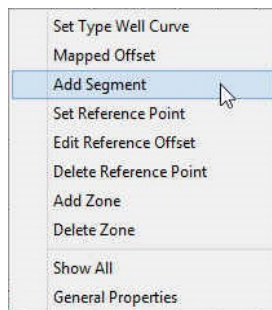 Set Type Well Curve
Mapped Offset
Add Segment
Set Reference Point
Edit Reference Offset
Delete Reference Point
Add Zone
Delete Zone
Show All
General Properties